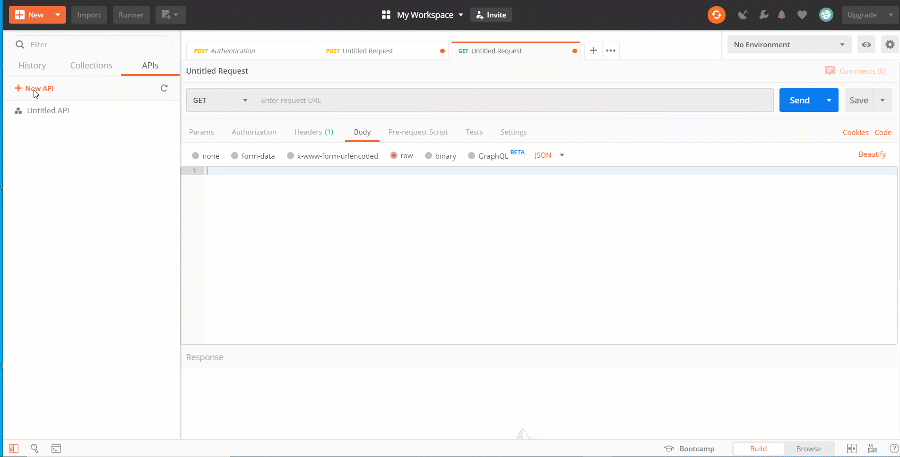 New Import Runner My Workspace Invite Upgrade
Filter
History Collections APIs
+ New API
Untitled API
POST Authentication POST Untitled Request GET Untitled Request + ••• No Environment
Untitled Request Comments (0)
GET Enter request URL Send Save
Params Authorization Headers (1) Body Pre-request Script Tests Settings Cookies Code
none form-data x-www-form-urlencoded raw binary GraphQL BETA JSON Beautify
1
Response
Bootcamp Build Browse